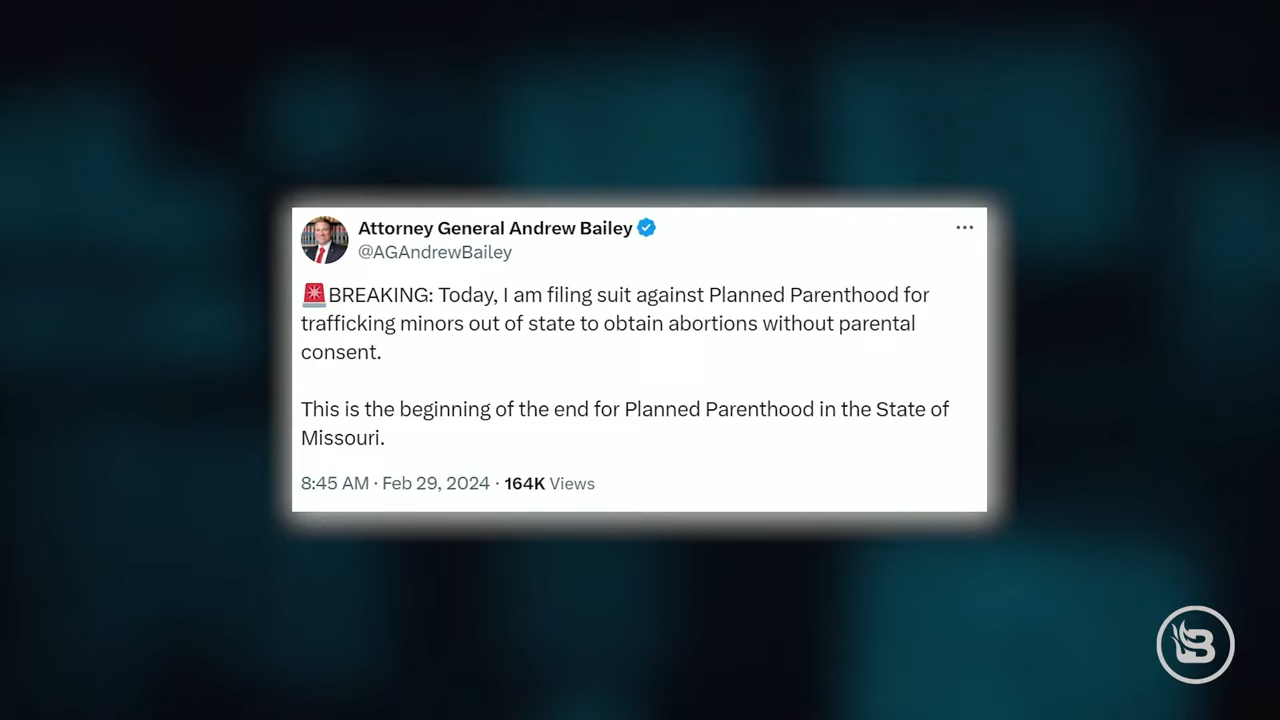 Attorney General Andrew Bailey
@AGAndrewBailey
🚨BREAKING: Today, I am filing suit against Planned Parenthood for
trafficking minors out of state to obtain abortions without parental
consent.
This is the beginning of the end for Planned Parenthood in the State of
Missouri.
8:45 AM · Feb 29, 2024 · 164K Views
B